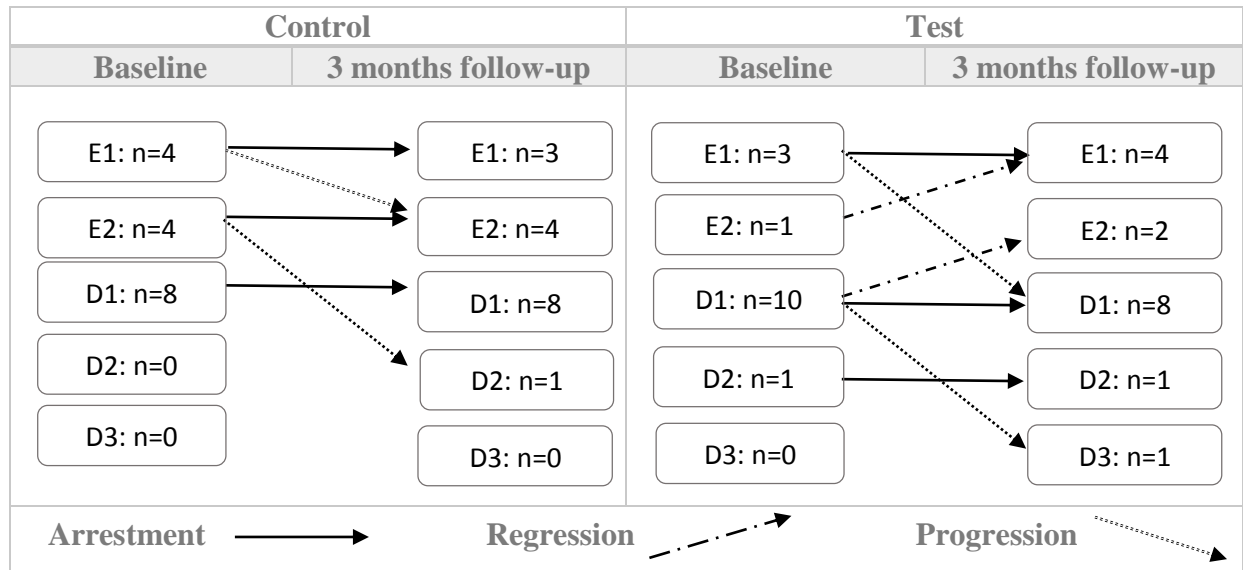 Control Test
Baseline 3 months follow-up Baseline 3 months follow-up
E1: n=4
E2: n=4
D1: n=8
D2: n=0
D3: n=0
E1: n=3
E2: n=4
D1: n=8
D2: n=1
D3: n=0
E1: n=3
E2: n=1
D1: n=10
D2: n=1
D3: n=0
E1: n=4
E2: n=2
D1: n=8
D2: n=1
D3: n=1
Arrestment Regression Progression